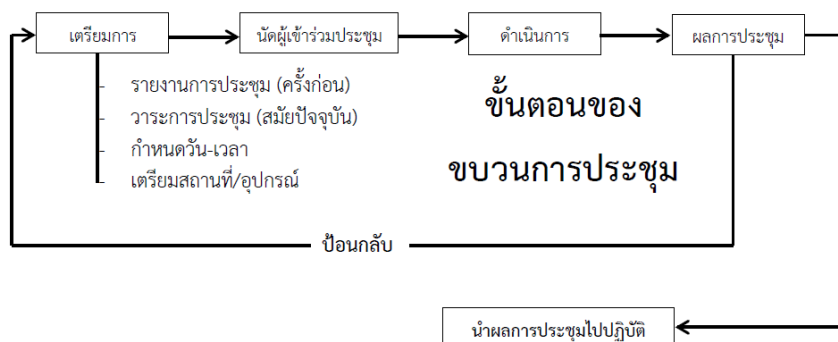 เตรียมการ
นัดผู้เข้าร่วมประชุม
ดำเนินการ
ผลการประชุม
- รายงานการประชุม (ครั้งก่อน)
- วาระการประชุม (สมัยปัจจุบัน)
- กำหนดวัน-เวลา
- เตรียมสถานที่/อุปกรณ์
ขั้นตอนของ
ขบวนการประชุม
ป้อนกลับ
นำผลการประชุมไปปฏิบัติ